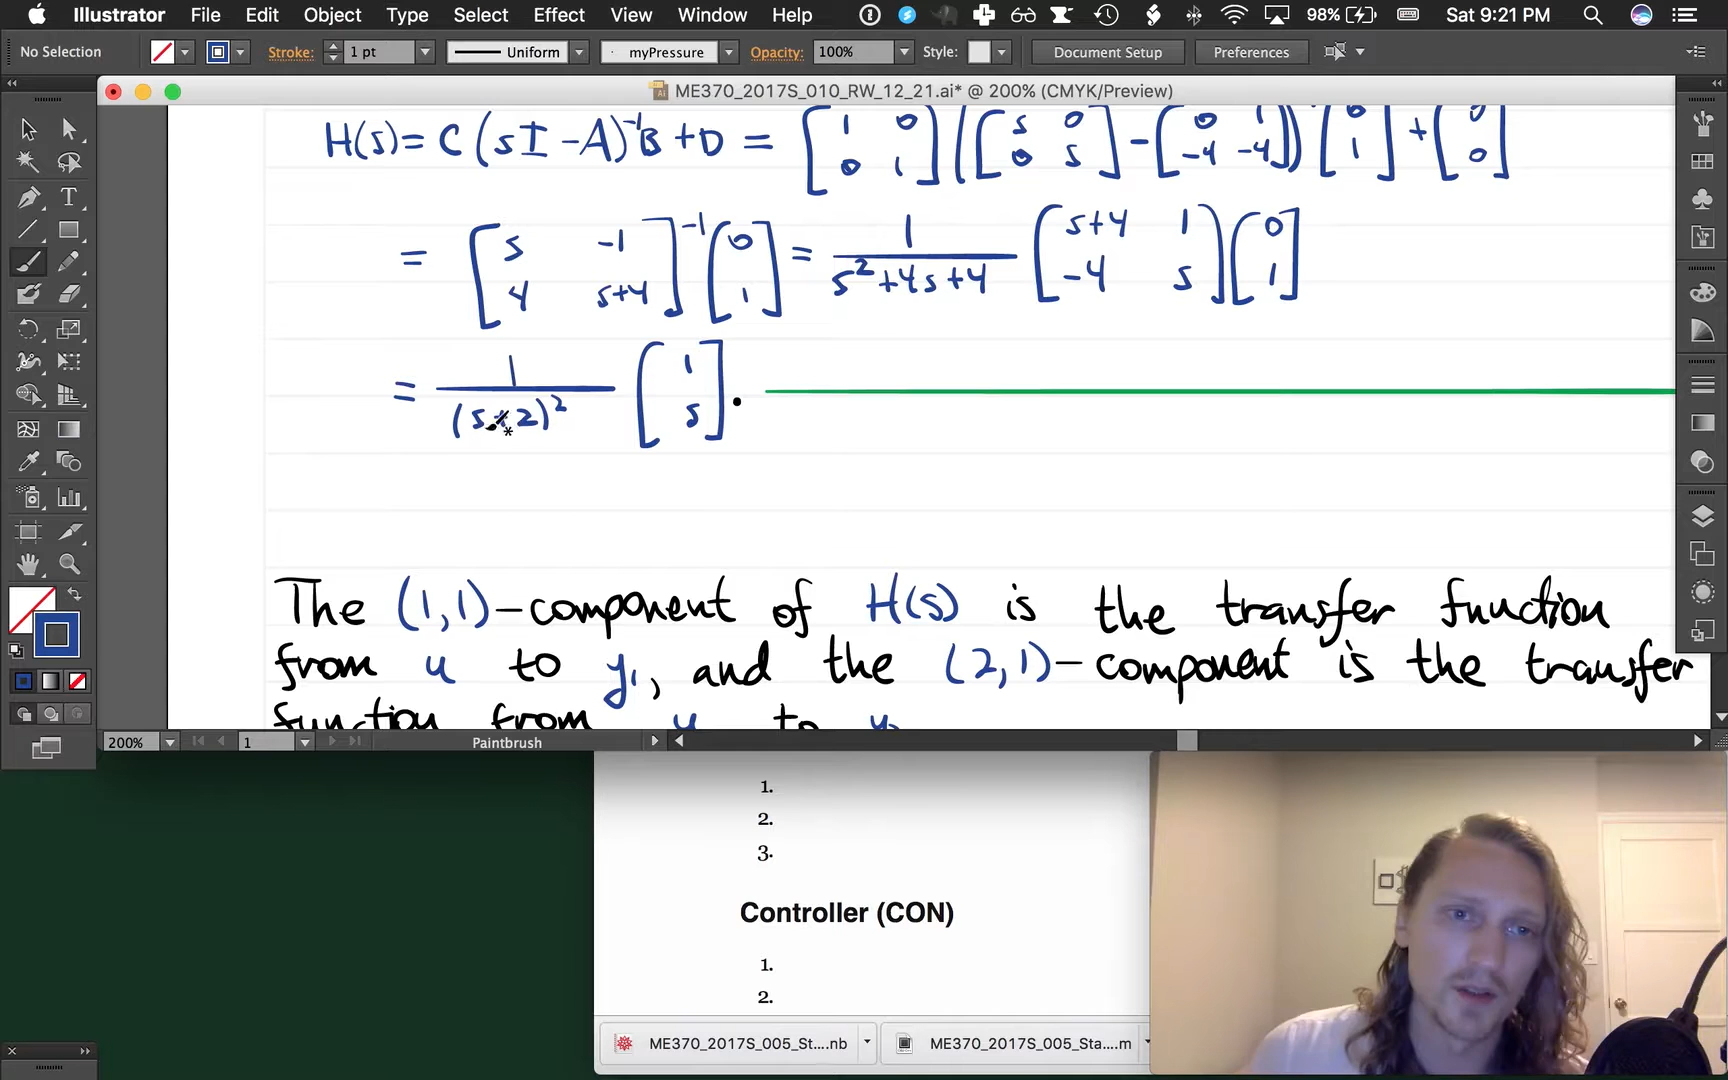 Illustrator File Edit Object Type Select Effect View Window Help 98% Sat 9:21 PM
No Selection Stroke: 1 pt Uniform myPressure Opacity: 100% Style: Document Setup Preferences
ME370_2017S_010_RW_12_21.ai* @ 200% (CMYK/Preview)
H(s) = C (sI - A)⁻¹ B + D = [1 0; 0 1] ([s 0; 0 s] - [0 1; -4 -4])⁻¹ [0; 1] + [0; 0]
= [s -1; 4 s+4]⁻¹ [0; 1] = 1/(s²+4s+4) [s+4 1; -4 s] [0; 1]
= 1/(s+2)² [1; s].
The (1,1)-component of H(s) is the transfer function
from u to y₁, and the (2,1)-component is the transfer
function from u to y₂
200% 1 Paintbrush
1.
2.
3.
Controller (CON)
1.
2.
ME370_2017S_005_St....nb ME370_2017S_005_Sta....m